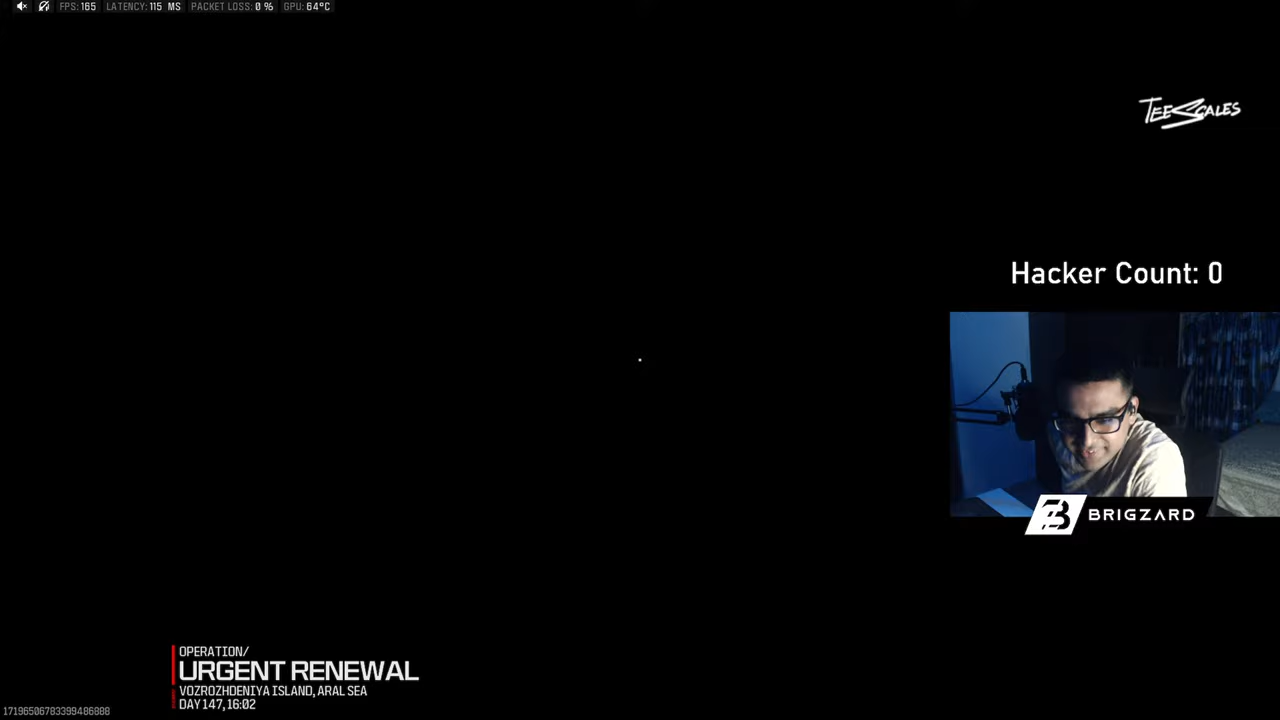 FPS: 165 LATENCY: 115 MS PACKET LOSS: 0 % GPU: 64°C
TEESCALES
Hacker Count: 0
BRIGZARD
OPERATION/
URGENT RENEWAL
VOZROZHDENIYA ISLAND, ARAL SEA
DAY 147, 16:02
17196506783399486888